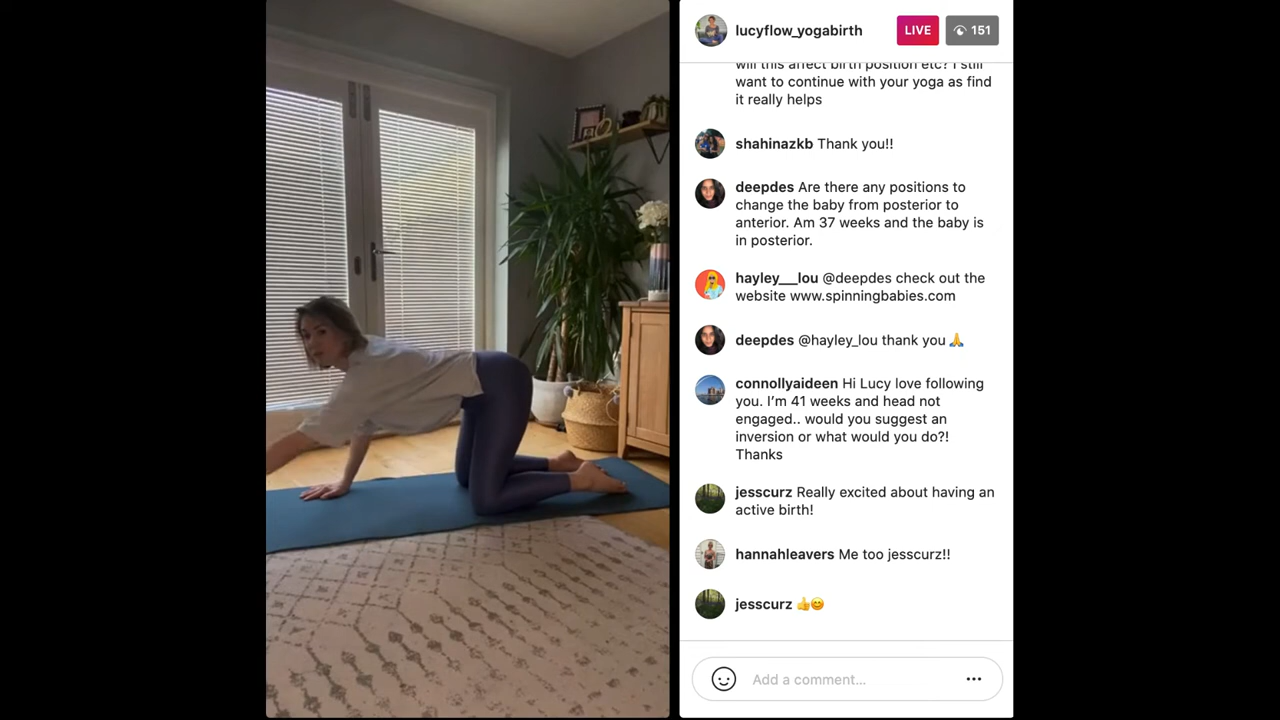 lucyflow_yogabirth
LIVE
151
will this affect birth position etc? I still
want to continue with your yoga as find
it really helps
shahinazkb Thank you!!
deepdes Are there any positions to
change the baby from posterior to
anterior. Am 37 weeks and the baby is
in posterior.
hayley___lou @deepdes check out the
website www.spinningbabies.com
deepdes @hayley_lou thank you 🙏
connollyaideen Hi Lucy love following
you. I'm 41 weeks and head not
engaged.. would you suggest an
inversion or what would you do?!
Thanks
jesscurz Really excited about having an
active birth!
hannahleavers Me too jesscurz!!
jesscurz 👍😊
Add a comment...